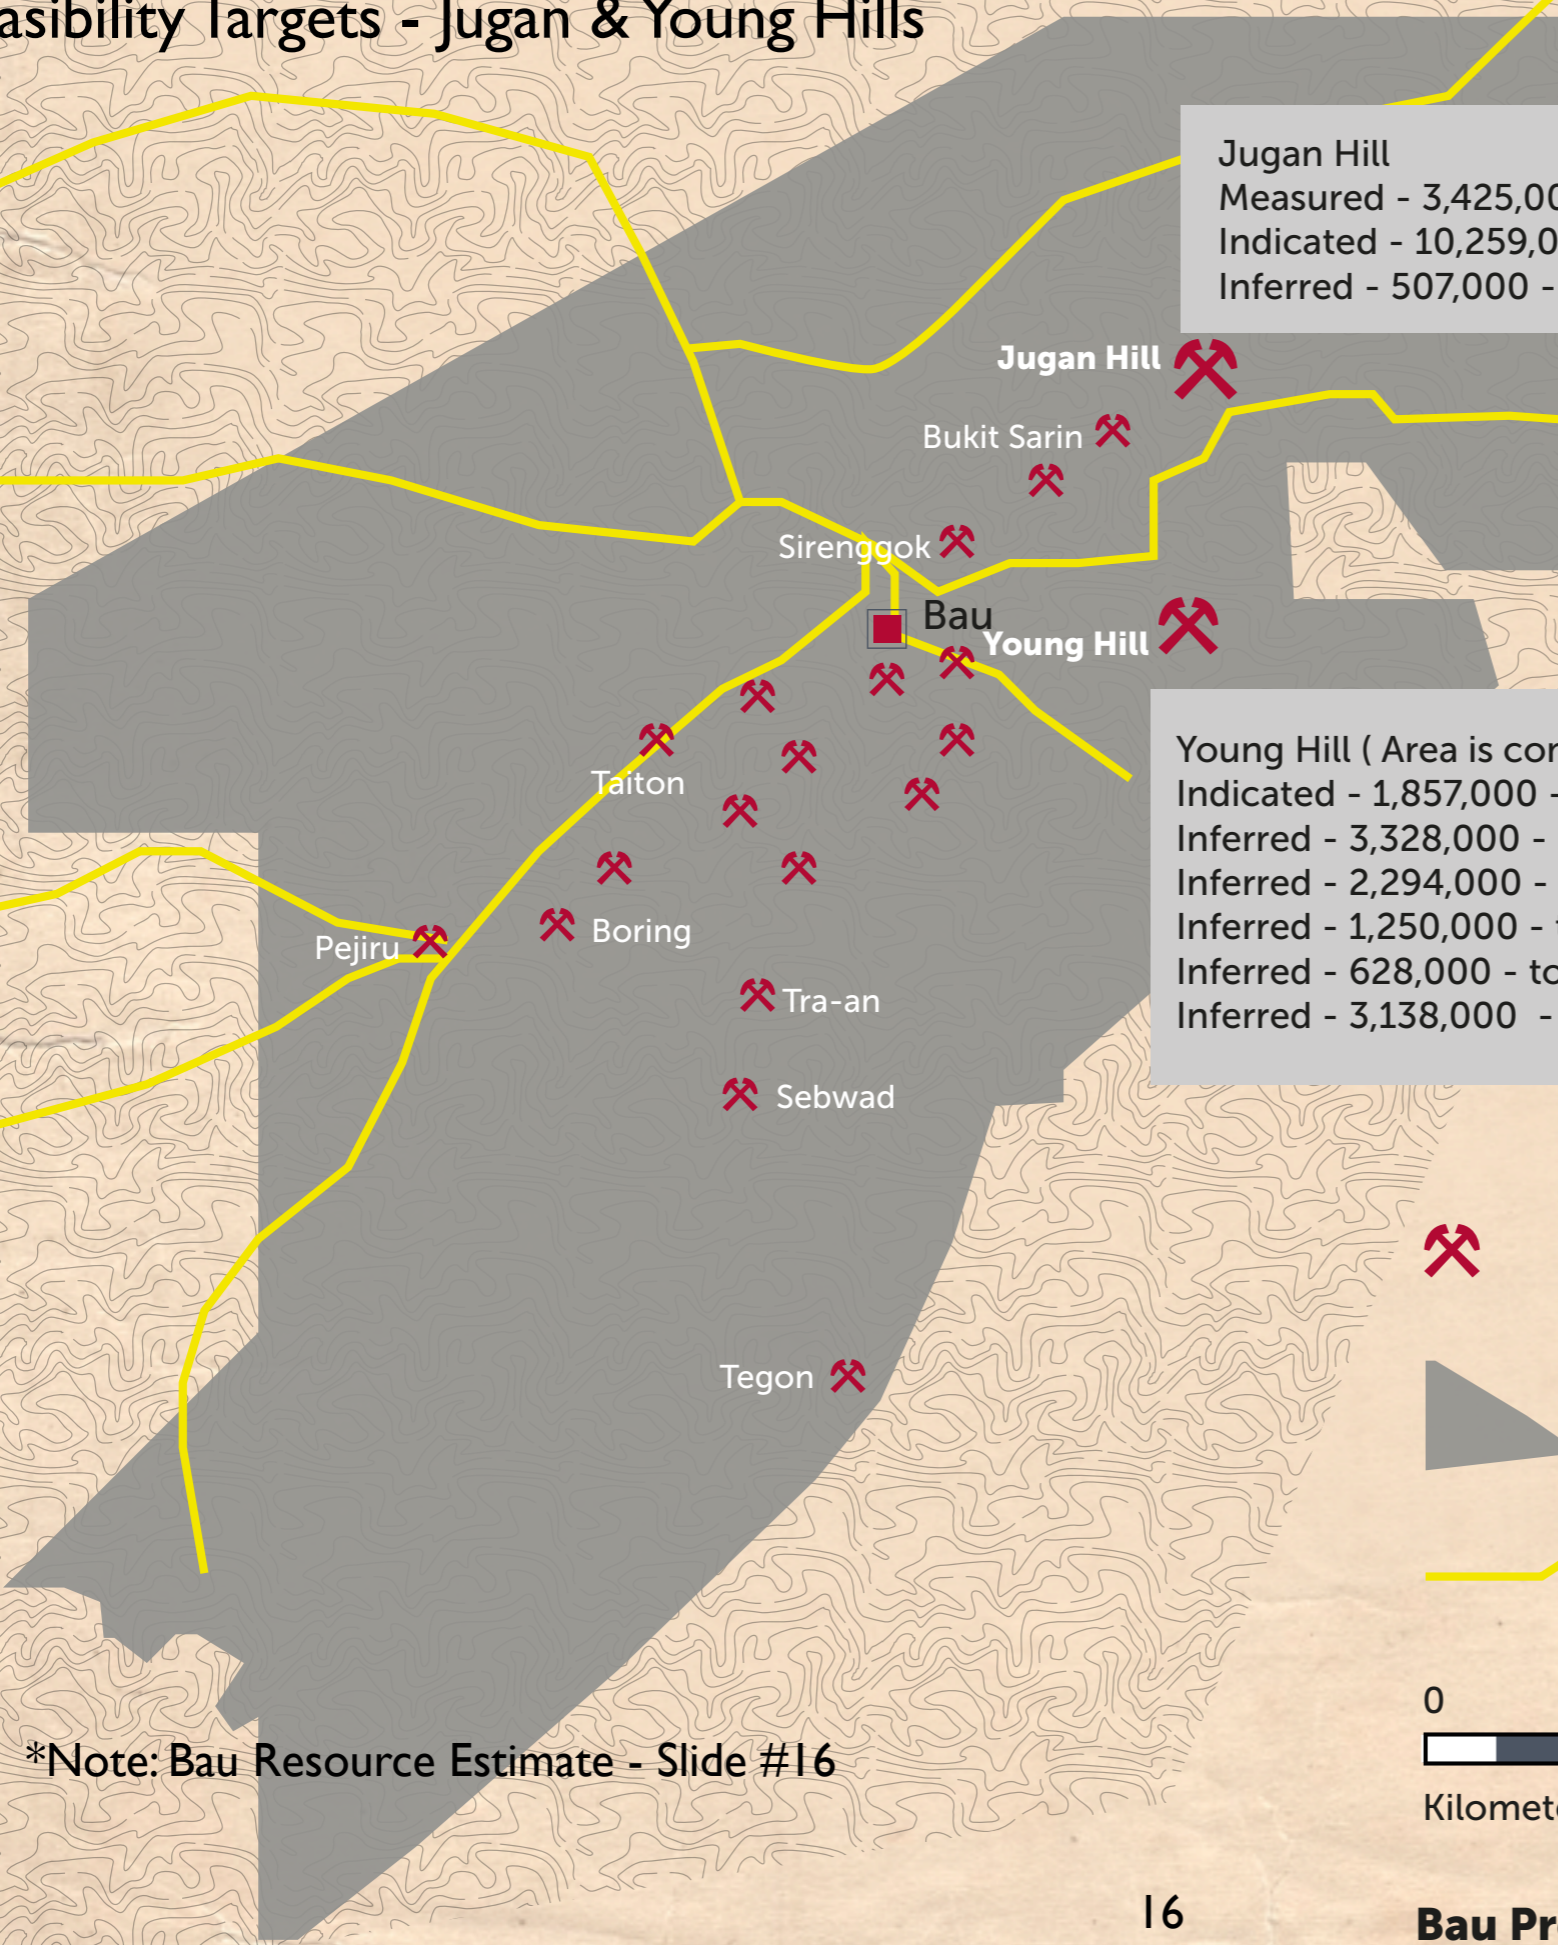 asibility Targets - Jugan & Young Hills
Jugan Hill
Measured - 3,425,00
Indicated - 10,259,0
Inferred - 507,000 -
Jugan Hill
Bukit Sarin
Sirenggok
Bau
Young Hill
Young Hill ( Area is con
Indicated - 1,857,000 -
Inferred - 3,328,000 -
Inferred - 2,294,000 -
Inferred - 1,250,000 -
Inferred - 628,000 - to
Inferred - 3,138,000 -
Taiton
Boring
Pejiru
Tra-an
Sebwad
Tegon
0
Kilomete
*Note: Bau Resource Estimate - Slide #16
16
Bau Pr